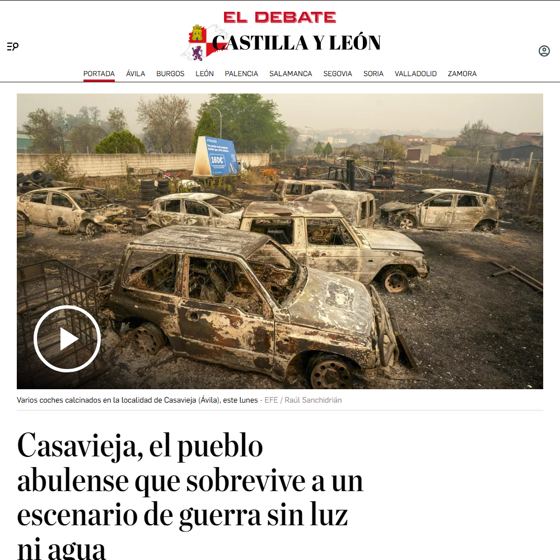 EL DEBATE
CASTILLA Y LEÓN
PORTADA ÁVILA BURGOS LEÓN PALENCIA SALAMANCA SEGOVIA SORIA VALLADOLID ZAMORA
Varios coches calcinados en la localidad de Casavieja (Ávila), este lunes - EFE / Raúl Sanchidrián
Casavieja, el pueblo
abulense que sobrevive a un
escenario de guerra sin luz
ni agua